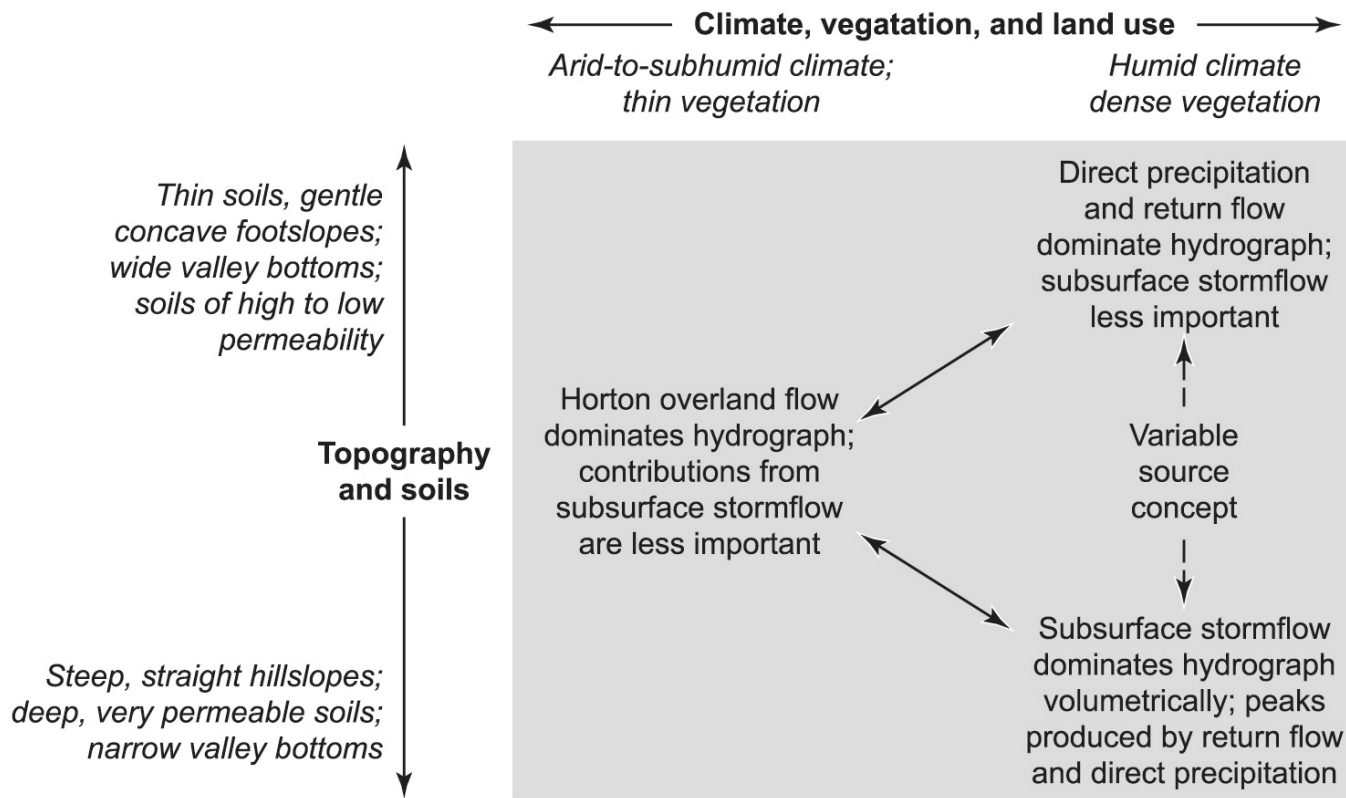 Climate, vegatation, and land use
Arid-to-subhumid climate;
thin vegetation
Humid climate
dense vegetation
Thin soils, gentle
concave footslopes;
wide valley bottoms;
soils of high to low
permeability
Topography
and soils
Steep, straight hillslopes;
deep, very permeable soils;
narrow valley bottoms
Horton overland flow
dominates hydrograph;
contributions from
subsurface stormflow
are less important
Direct precipitation
and return flow
dominate hydrograph;
subsurface stormflow
less important
Variable
source
concept
Subsurface stormflow
dominates hydrograph
volumetrically; peaks
produced by return flow
and direct precipitation